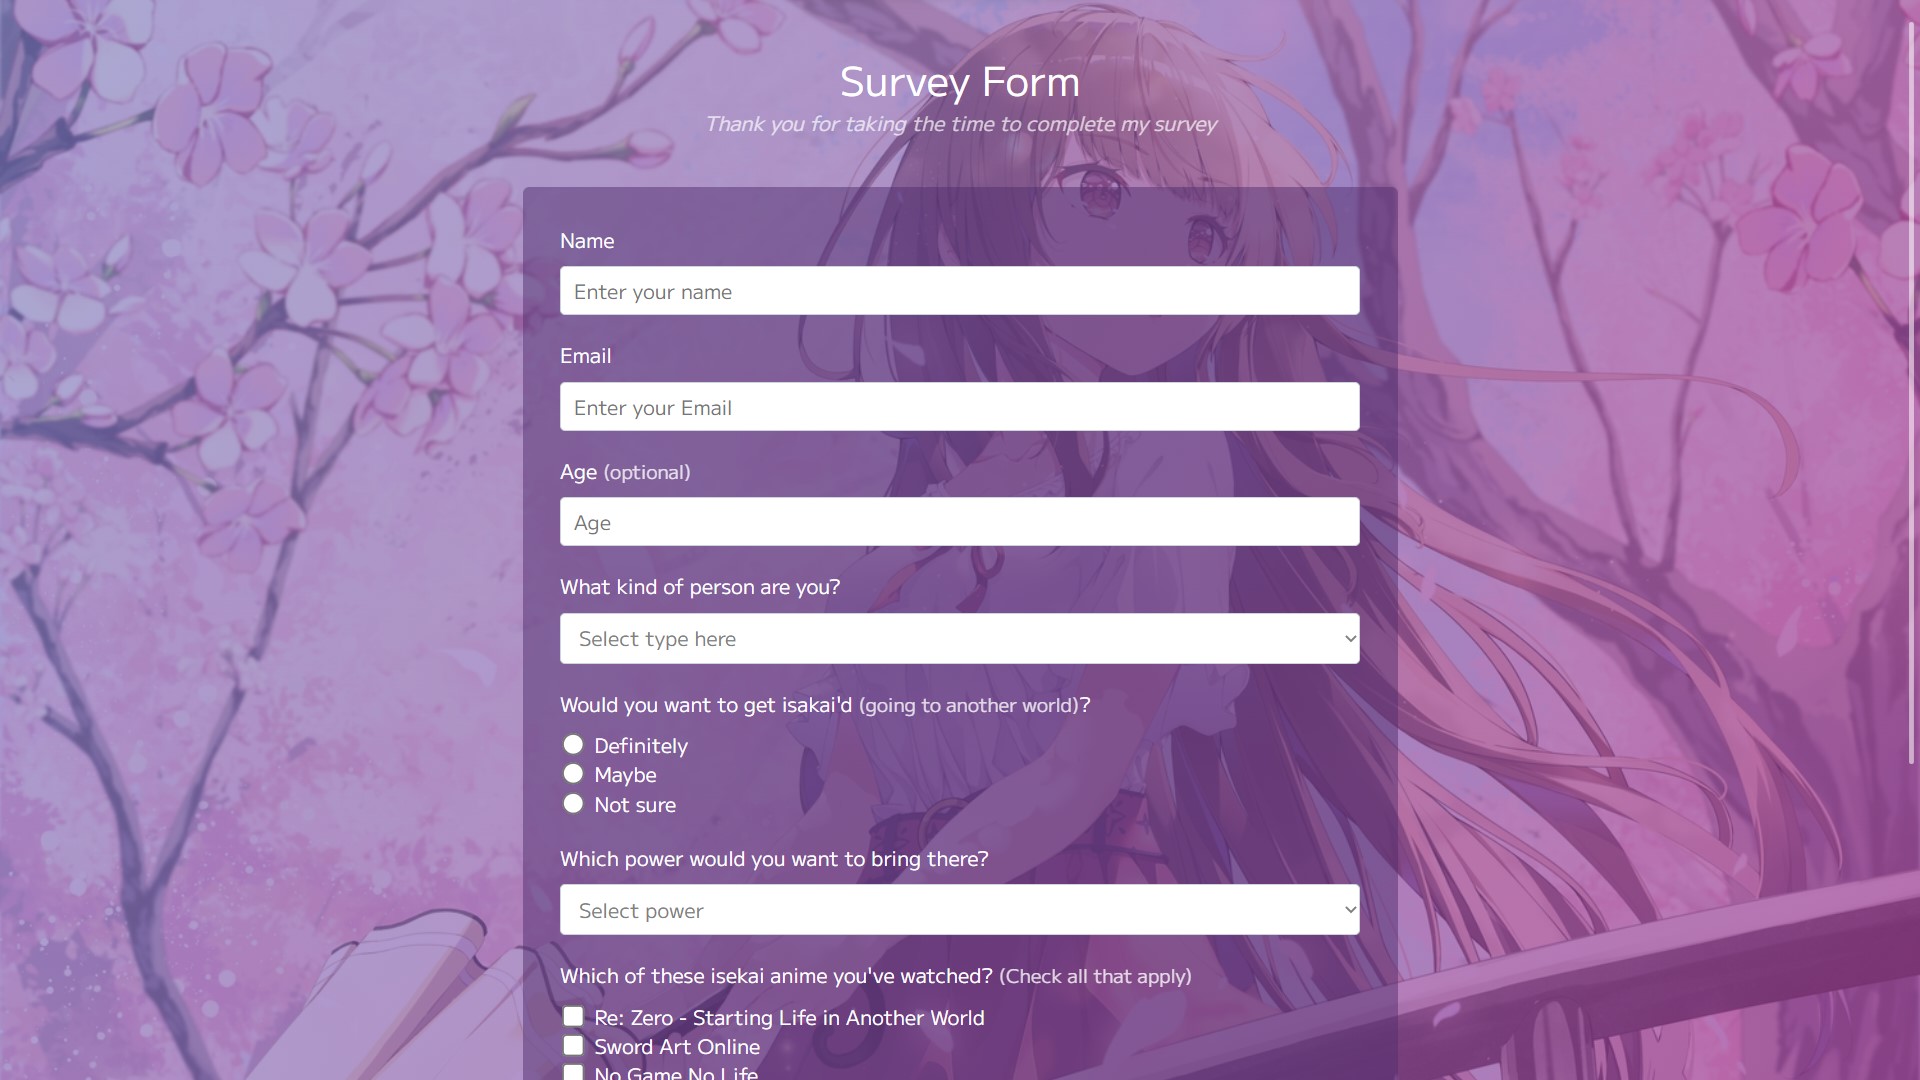 Survey Form
Thank you for taking the time to complete my survey
Name
Enter your name
Email
Enter your Email
Age (optional)
Age
What kind of person are you?
Select type here
Would you want to get isakai'd (going to another world)?
Definitely
Maybe
Not sure
Which power would you want to bring there?
Select power
Which of these isekai anime you've watched? (Check all that apply)
Re: Zero - Starting Life in Another World
Sword Art Online
No Game No Life